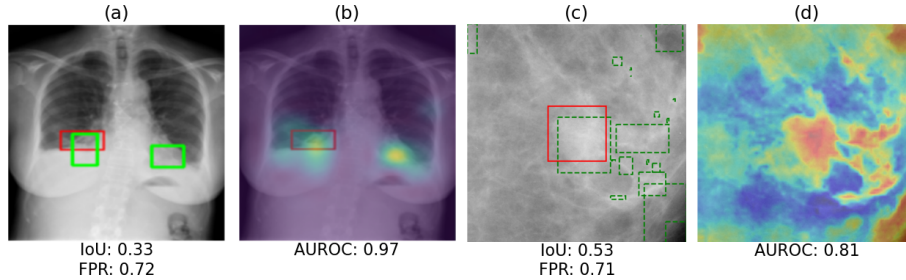 (a) (b) (c) (d)
IoU: 0.33 AUROC: 0.97 IoU: 0.53 AUROC: 0.81
FPR: 0.72 FPR: 0.71